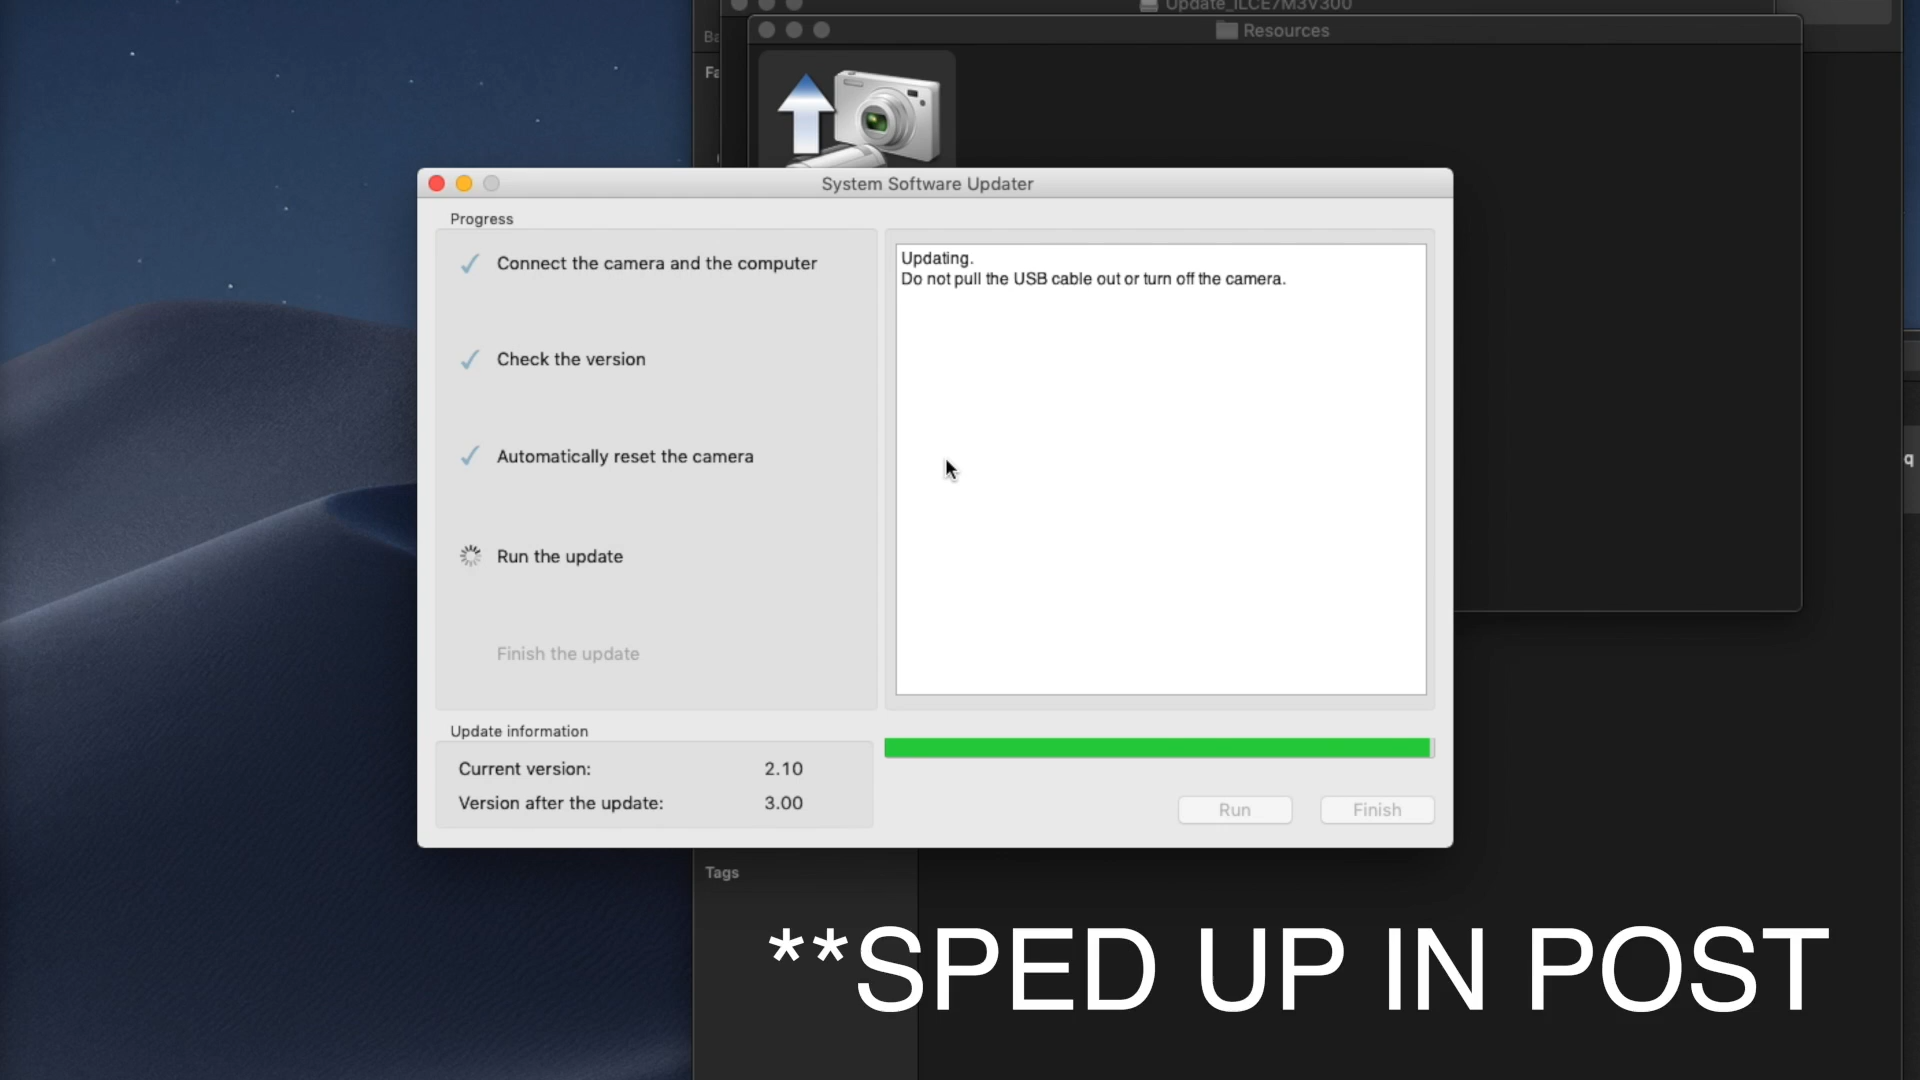 Update_ILCE7M3V300
Resources
Ba
Fa
System Software Updater
Progress
Connect the camera and the computer
Check the version
Automatically reset the camera
Run the update
Finish the update
Updating.
Do not pull the USB cable out or turn off the camera.
Update information
Current version: 2.10
Version after the update: 3.00
Run
Finish
q
Tags
**SPED UP IN POST